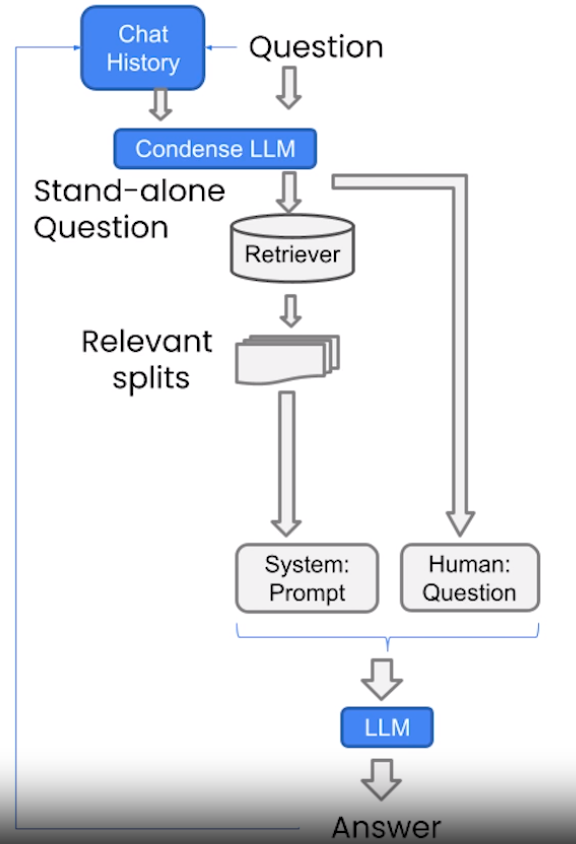 Chat
History
Question
Condense LLM
Stand-alone
Question
Retriever
Relevant
splits
System:
Prompt
Human:
Question
LLM
Answer